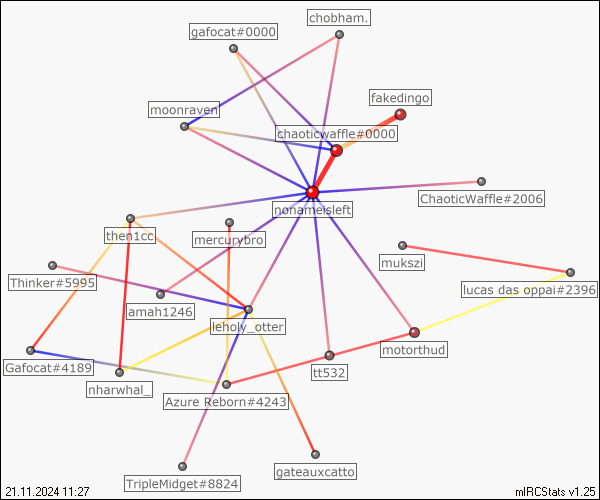 chobham.
gafocat#0000
fakedingo
moonraven
chaoticwaffle#0000
ChaoticWaffle#2006
nonameisleft
then1cc
mercurybro
mukszi
Thinker#5995
lucas das oppai#2396
amah1246
leholy_otter
motorthud
Gafocat#4189
tt532
nharwhal_
Azure Reborn#4243
gateauxcatto
TripleMidget#8824
21.11.2024 11:27
mIRCStats v1.25